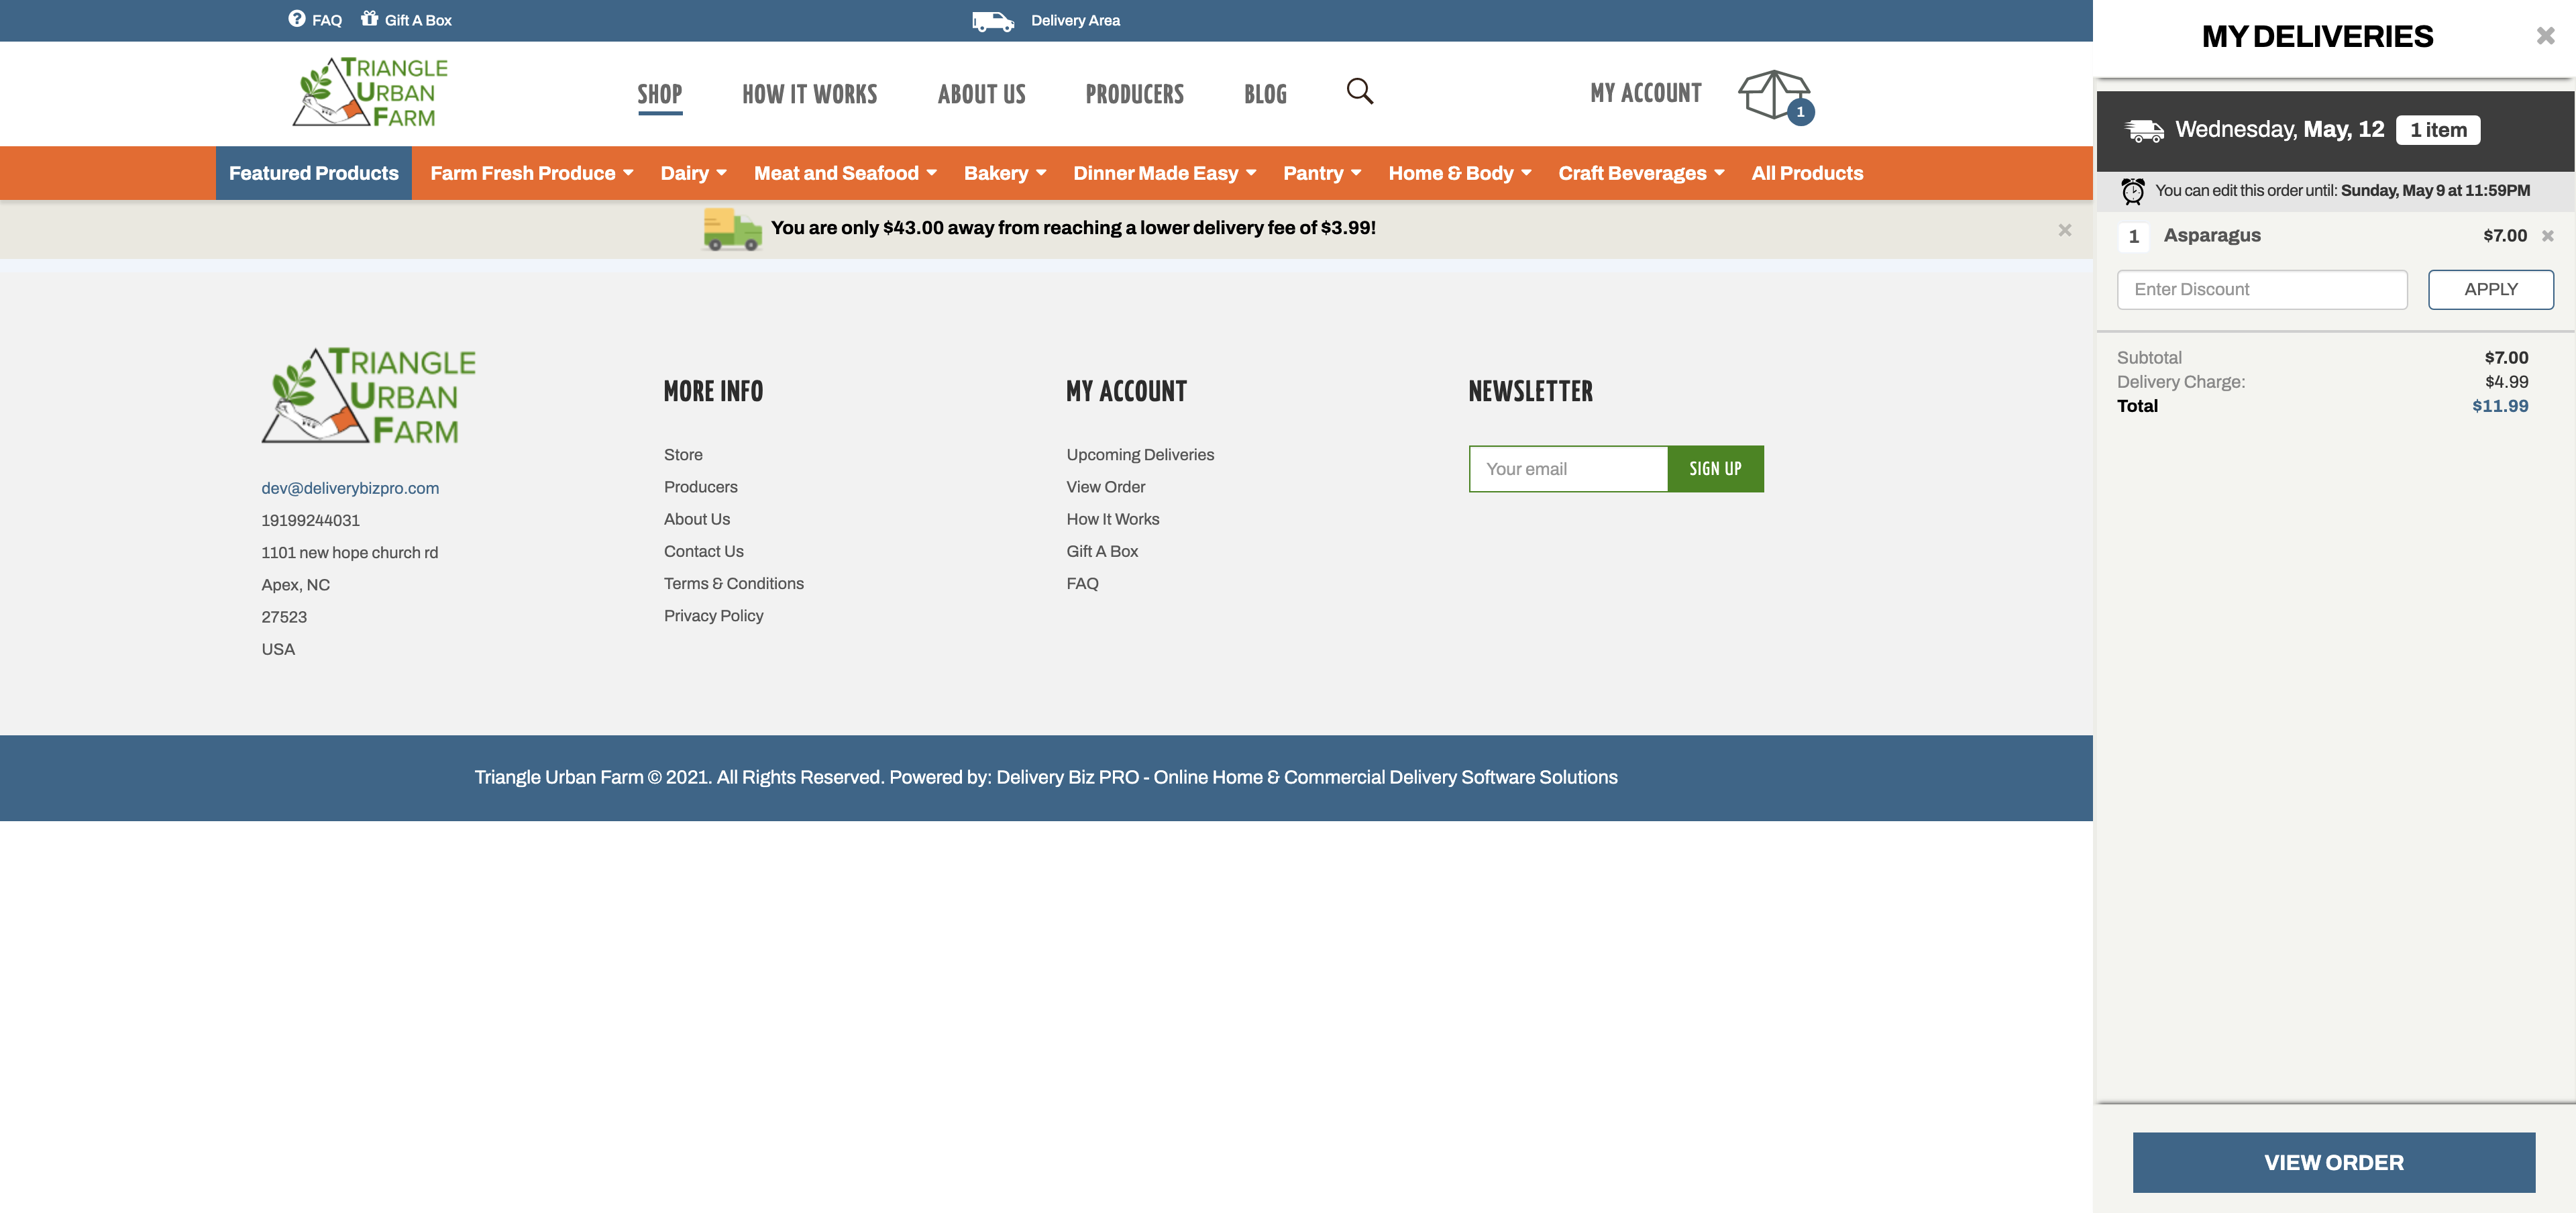 FAQ Gift A Box Delivery Area
TRIANGLE
URBAN
FARM
SHOP HOW IT WORKS ABOUT US PRODUCERS BLOG MY ACCOUNT 1
Featured Products Farm Fresh Produce Dairy Meat and Seafood Bakery Dinner Made Easy Pantry Home & Body Craft Beverages All Products
You are only $43.00 away from reaching a lower delivery fee of $3.99!
TRIANGLE
URBAN
FARM
dev@deliverybizpro.com
19199244031
1101 new hope church rd
Apex, NC
27523
USA
MORE INFO
Store
Producers
About Us
Contact Us
Terms & Conditions
Privacy Policy
MY ACCOUNT
Upcoming Deliveries
View Order
How It Works
Gift A Box
FAQ
NEWSLETTER
Your email SIGN UP
Triangle Urban Farm © 2021. All Rights Reserved. Powered by: Delivery Biz PRO - Online Home & Commercial Delivery Software Solutions
MY DELIVERIES
Wednesday, May, 12 1 item
You can edit this order until: Sunday, May 9 at 11:59PM
1 Asparagus $7.00
Enter Discount APPLY
Subtotal $7.00
Delivery Charge: $4.99
Total $11.99
VIEW ORDER